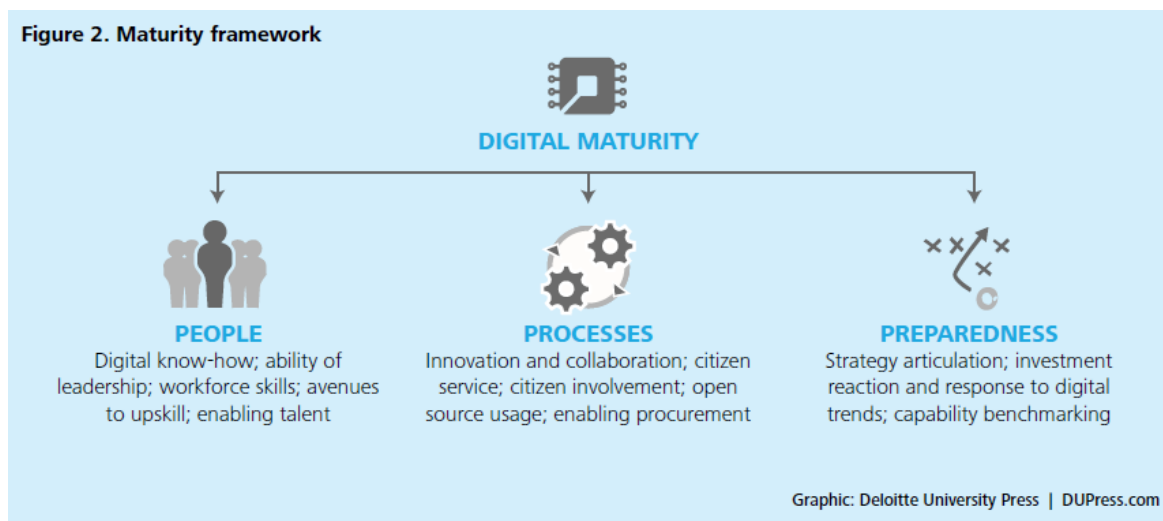 Figure 2. Maturity framework
DIGITAL MATURITY
PEOPLE
Digital know-how; ability of
leadership; workforce skills; avenues
to upskill; enabling talent
PROCESSES
Innovation and collaboration; citizen
service; citizen involvement; open
source usage; enabling procurement
PREPAREDNESS
Strategy articulation; investment
reaction and response to digital
trends; capability benchmarking
Graphic: Deloitte University Press | DUPress.com